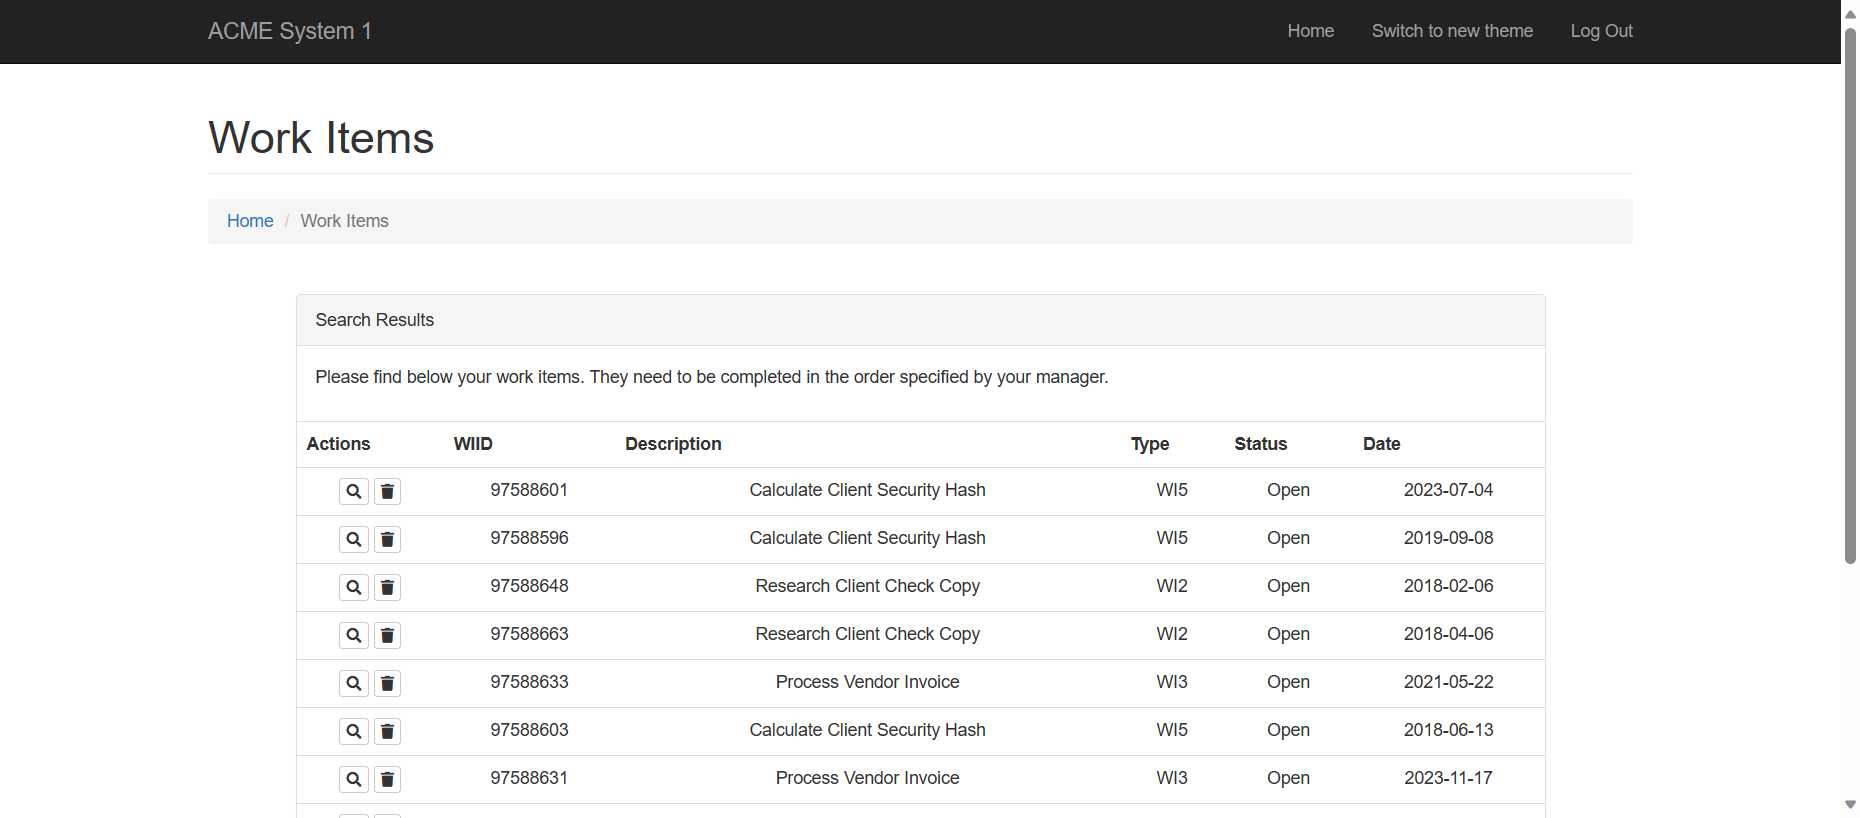 ACME System 1 Home Switch to new theme Log Out
Work Items
Home / Work Items
Search Results
Please find below your work items. They need to be completed in the order specified by your manager.
Actions WIID Description Type Status Date
97588601 Calculate Client Security Hash WI5 Open 2023-07-04
97588596 Calculate Client Security Hash WI5 Open 2019-09-08
97588648 Research Client Check Copy WI2 Open 2018-02-06
97588663 Research Client Check Copy WI2 Open 2018-04-06
97588633 Process Vendor Invoice WI3 Open 2021-05-22
97588603 Calculate Client Security Hash WI5 Open 2018-06-13
97588631 Process Vendor Invoice WI3 Open 2023-11-17